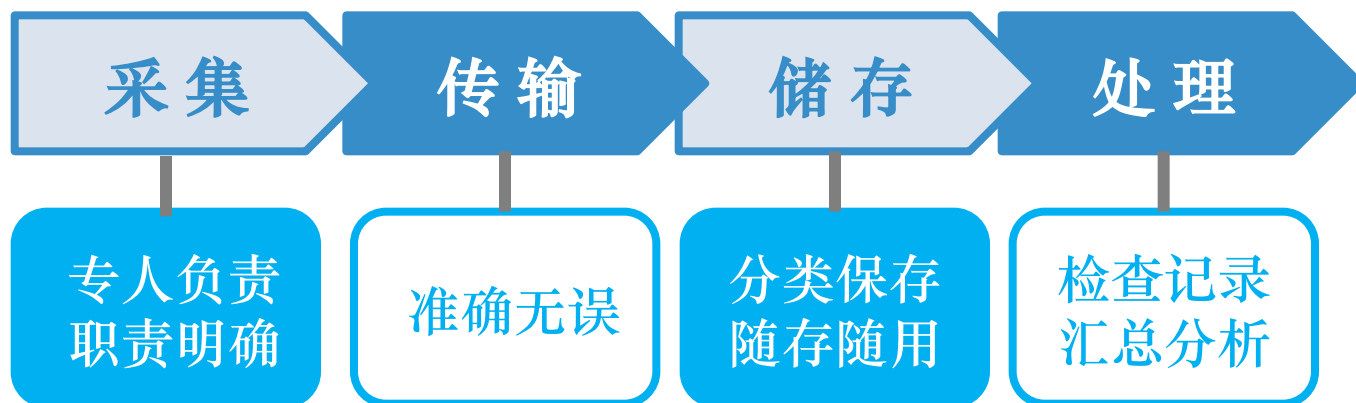 采集
传输
储存
处理
专人负责
职责明确
准确无误
分类保存
随存随用
检查记录
汇总分析